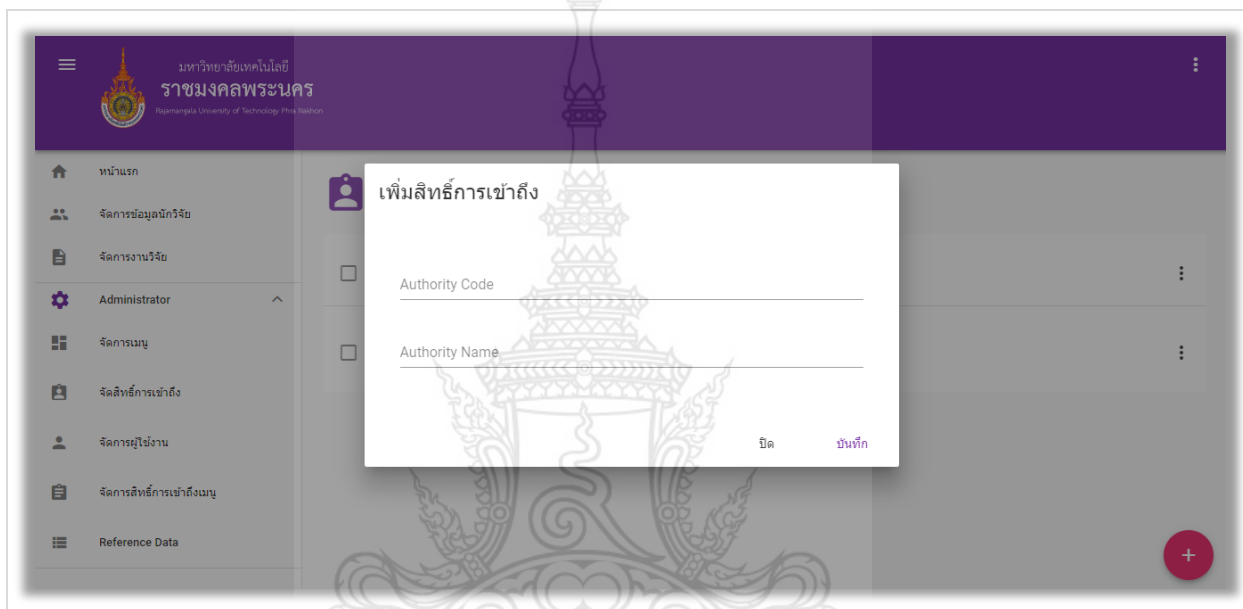 มหาวิทยาลัยเทคโนโลยี
ราชมงคลพระนคร
Rajamangala University of Technology Phra Nakhon
หน้าแรก
จัดการข้อมูลนักวิจัย
จัดการงานวิจัย
Administrator
จัดการเมนู
จัดสิทธิ์การเข้าถึง
จัดการผู้ใช้งาน
จัดการสิทธิ์การเข้าถึงเมนู
Reference Data
เพิ่มสิทธิ์การเข้าถึง
Authority Code
Authority Name
ปิด บันทึก